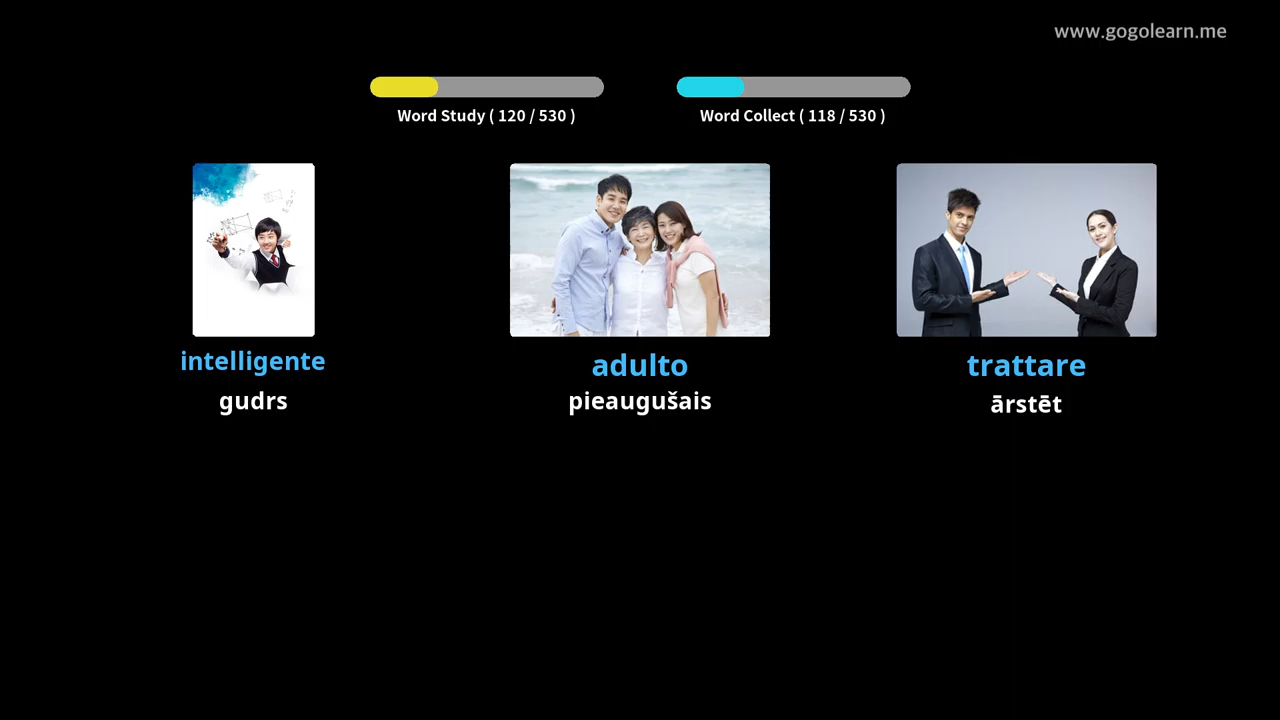 www.gogolearn.me
Word Study ( 120 / 530 )
Word Collect ( 118 / 530 )
intelligente
gudrs
adulto
pieaugušais
trattare
ārstēt